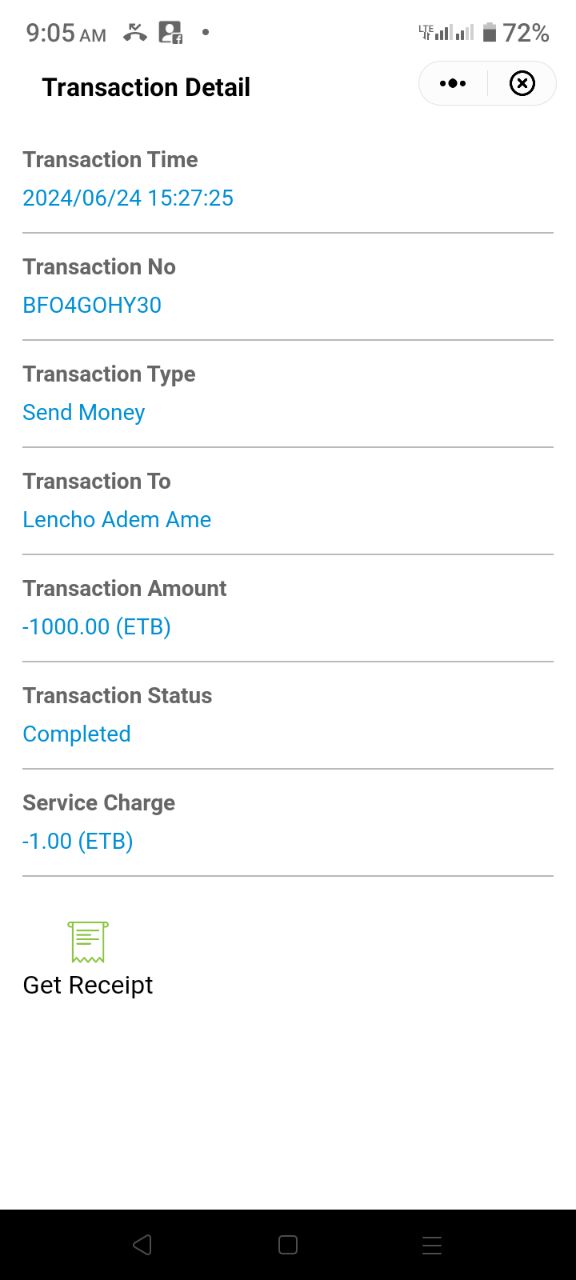 9:05 AM
72%
Transaction Detail
Transaction Time
2024/06/24 15:27:25
Transaction No
BFO4GOHY30
Transaction Type
Send Money
Transaction To
Lencho Adem Ame
Transaction Amount
-1000.00 (ETB)
Transaction Status
Completed
Service Charge
-1.00 (ETB)
Get Receipt